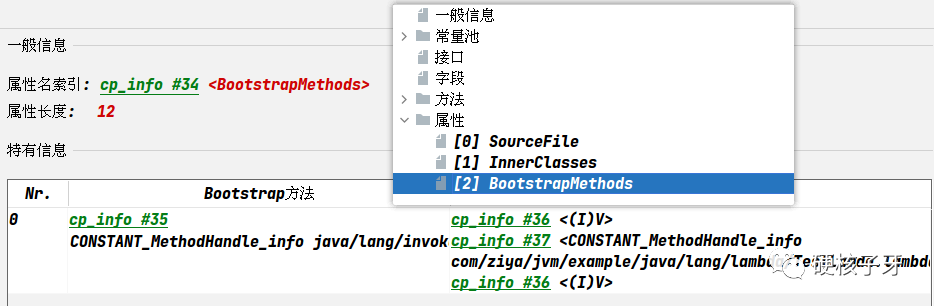 一般信息
属性名索引: cp_info #34 <BootstrapMethods>
属性长度: 12
特有信息
一般信息
常量池
接口
字段
方法
属性
[0] SourceFile
[1] InnerClasses
[2] BootstrapMethods
Nr. Bootstrap方法
0 cp_info #35 cp_info #36 <(I)V>
CONSTANT_MethodHandle_info java/lang/invok cp_info #37 <CONSTANT_MethodHandle_info
com/ziya/jvm/example/java/lang/lambda
cp_info #36 <(I)V>
硬核子牙